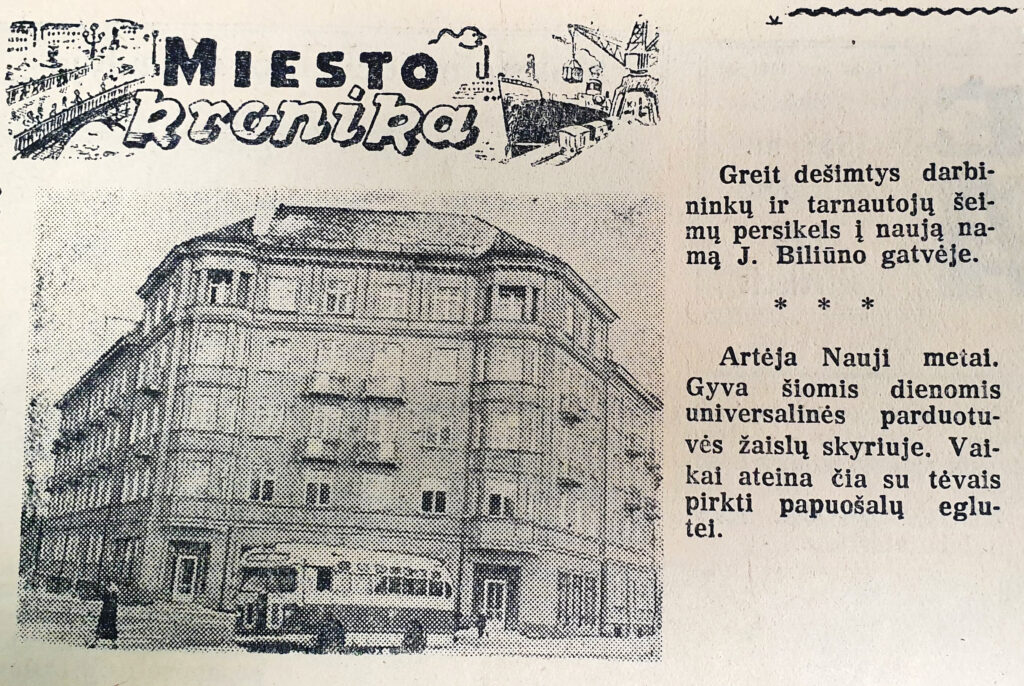 MIESTO
kronika
Greit dešimtys darbi-
ninkų ir tarnautojų šei-
mų persikels į naują na-
mą J. Biliūno gatvėje.
* * *
Artėja Nauji metai.
Gyva šiomis dienomis
universalinės parduotu-
vės žaislų skyriuje. Vai-
kai ateina čia su tėvais
pirkti papuošalų eglu-
tei.